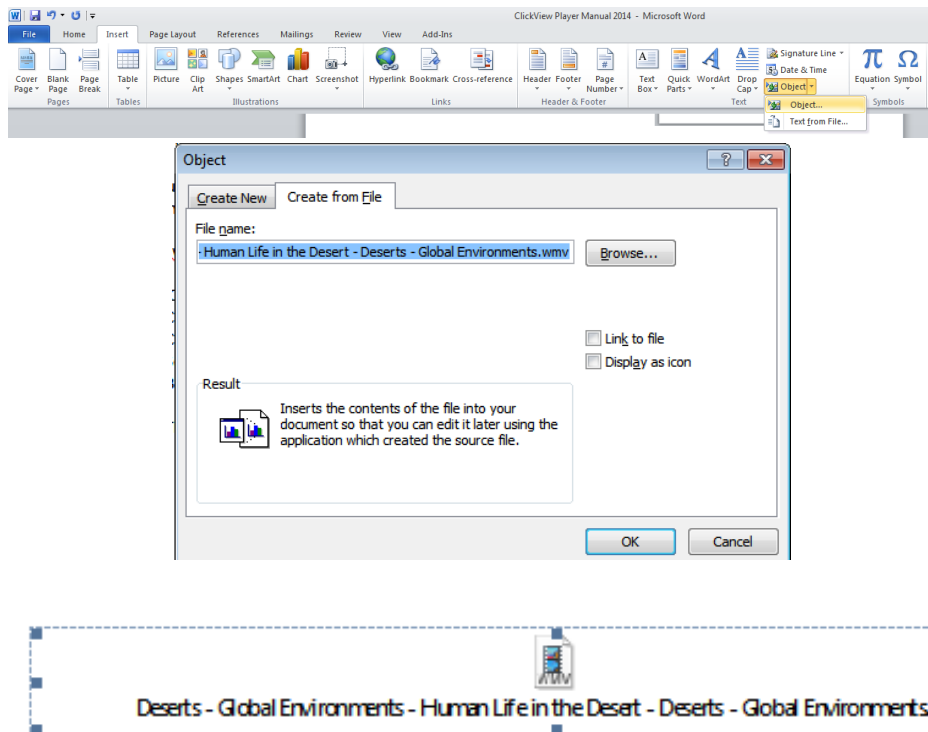 ClickView Player Manual 2014 - Microsoft Word
File Home Insert Page Layout References Mailings Review View Add-Ins
Cover Page Blank Page Page Break Table Picture Clip Art Shapes SmartArt Chart Screenshot Hyperlink Bookmark Cross-reference Header Footer Page Number Text Box Quick Parts WordArt Drop Cap Signature Line Date & Time Object Equation Symbol
Pages Tables Illustrations Links Header & Footer Text Symbols
Object...
Text from File...
Object
Create New Create from File
File name:
- Human Life in the Desert - Deserts - Global Environments.wmv Browse...
Link to file
Display as icon
Result
Inserts the contents of the file into your
document so that you can edit it later using the
application which created the source file.
OK Cancel
WMV
Deserts - Global Environments - Human Life in the Desert - Deserts - Global Environments